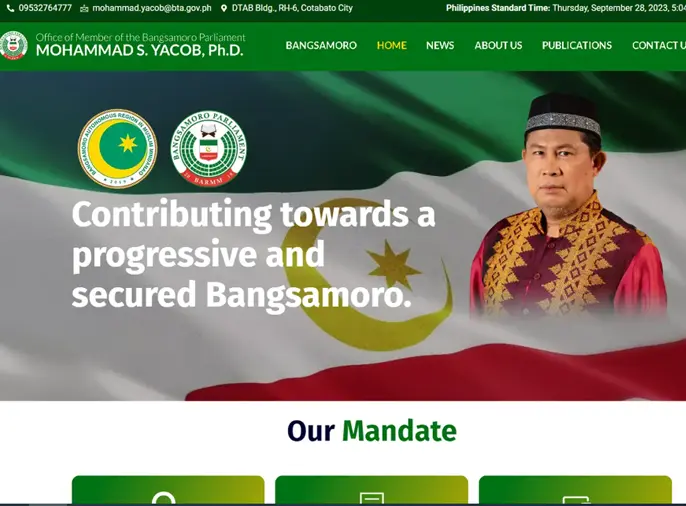 09532764777 mohammad.yacob@bta.gov.ph DTAB Bldg., RH-6, Cotabato City Philippines Standard Time: Thursday, September 28, 2023, 5:04
Office of Member of the Bangsamoro Parliament
MOHAMMAD S. YACOB, Ph.D.
BANGSAMORO HOME NEWS ABOUT US PUBLICATIONS CONTACT U
BANGSAMORO AUTONOMOUS REGION IN MUSLIM MINDANAO
2019
BANGSAMORO PARLIAMENT
20 BARMM 19
Contributing towards a
progressive and
secured Bangsamoro.
Our Mandate